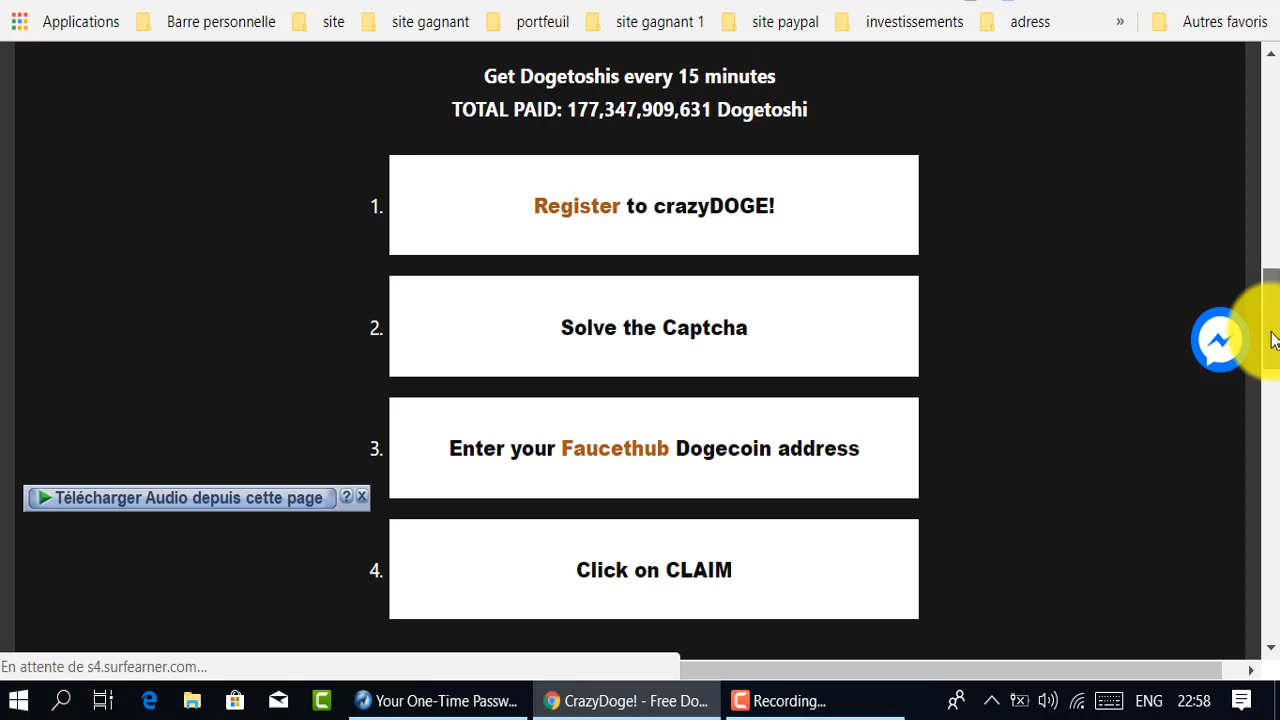 Applications Barre personnelle site site gagnant portfeuil site gagnant 1 site paypal investissements adress » Autres favoris
Get Dogetoshis every 15 minutes
TOTAL PAID: 177,347,909,631 Dogetoshi
1. Register to crazyDOGE!
2. Solve the Captcha
3. Enter your Faucethub Dogecoin address
Télécharger Audio depuis cette page ? x
4. Click on CLAIM
En attente de s4.surfearner.com...
Your One-Time Passw... CrazyDoge! - Free Do... Recording... ENG 22:58